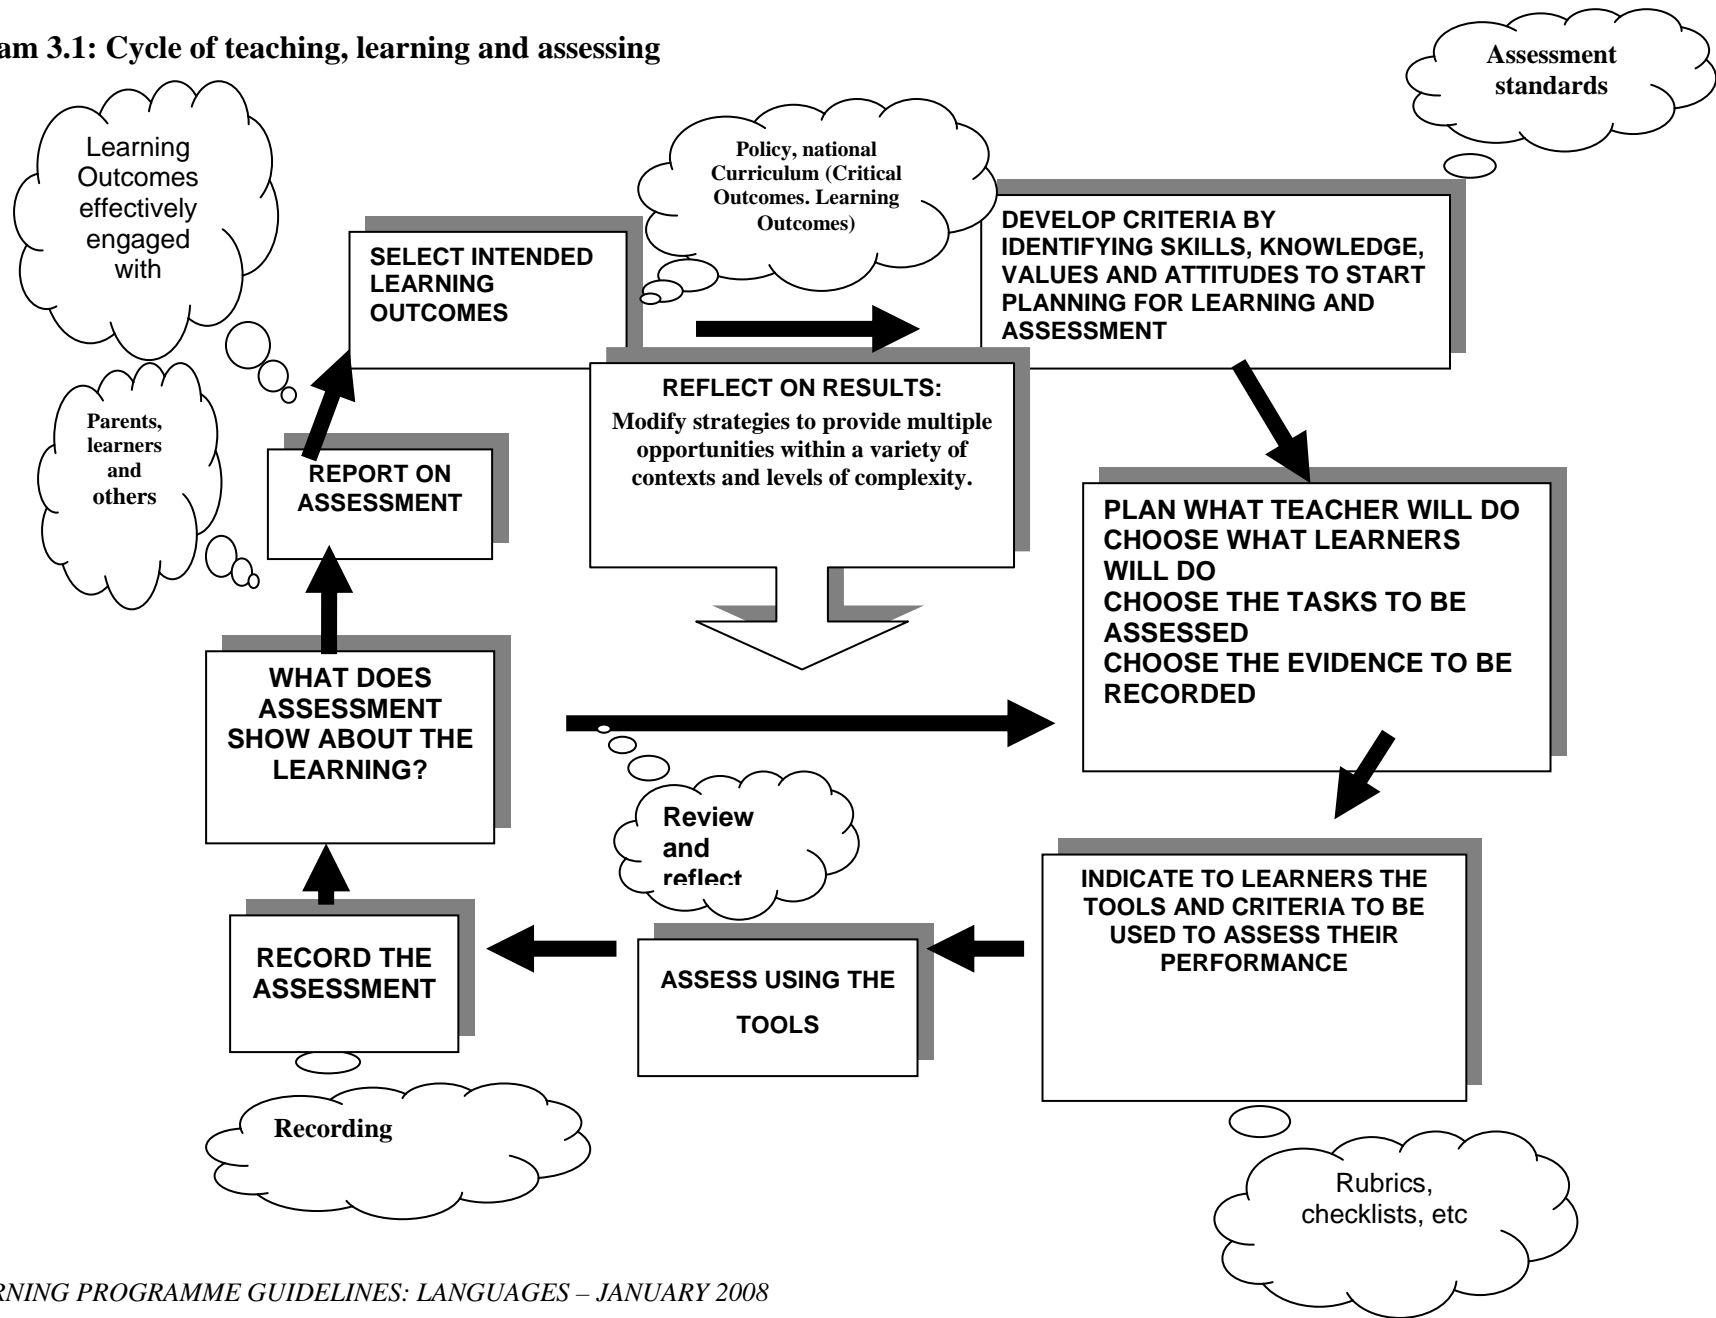 am 3.1: Cycle of teaching, learning and assessing
Assessment
standards
Learning
Outcomes
effectively
engaged
with
Policy, national
Curriculum (Critical
Outcomes. Learning
Outcomes)
SELECT INTENDED
LEARNING
OUTCOMES
DEVELOP CRITERIA BY
IDENTIFYING SKILLS, KNOWLEDGE,
VALUES AND ATTITUDES TO START
PLANNING FOR LEARNING AND
ASSESSMENT
REFLECT ON RESULTS:
Modify strategies to provide multiple
opportunities within a variety of
contexts and levels of complexity.
Parents,
learners
and
others
REPORT ON
ASSESSMENT
PLAN WHAT TEACHER WILL DO
CHOOSE WHAT LEARNERS
WILL DO
CHOOSE THE TASKS TO BE
ASSESSED
CHOOSE THE EVIDENCE TO BE
RECORDED
WHAT DOES
ASSESSMENT
SHOW ABOUT THE
LEARNING?
Review
and
reflect
INDICATE TO LEARNERS THE
TOOLS AND CRITERIA TO BE
USED TO ASSESS THEIR
PERFORMANCE
RECORD THE
ASSESSMENT
ASSESS USING THE
TOOLS
Recording
Rubrics,
checklists, etc
RNING PROGRAMME GUIDELINES: LANGUAGES – JANUARY 2008